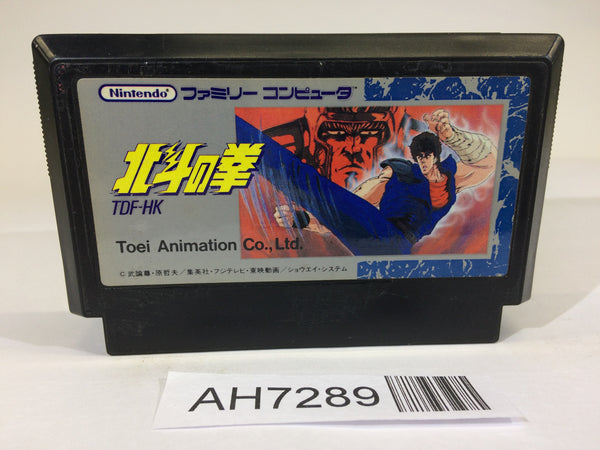 Nintendo ファミリー コンピュータ™
北斗の拳
TDF-HK
Toei Animation Co., Ltd.
©武論尊・原哲夫／集英社・フジテレビ・東映動画／ショウエイ・システム
AH7289